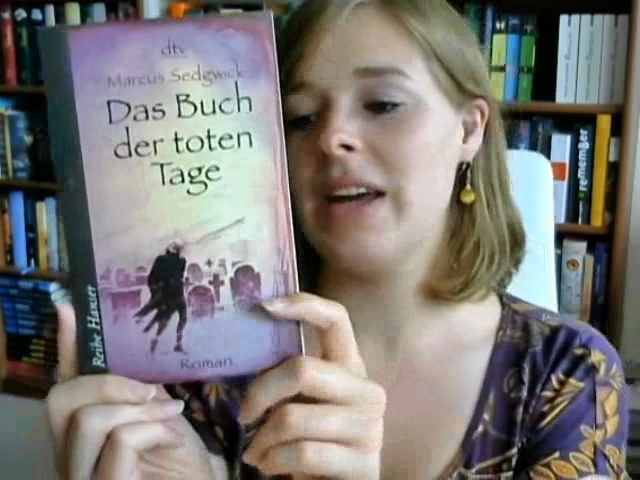 dtv
Marcus Sedgwick
Das Buch
der toten
Tage
Roman
Reihe Hanser
remember